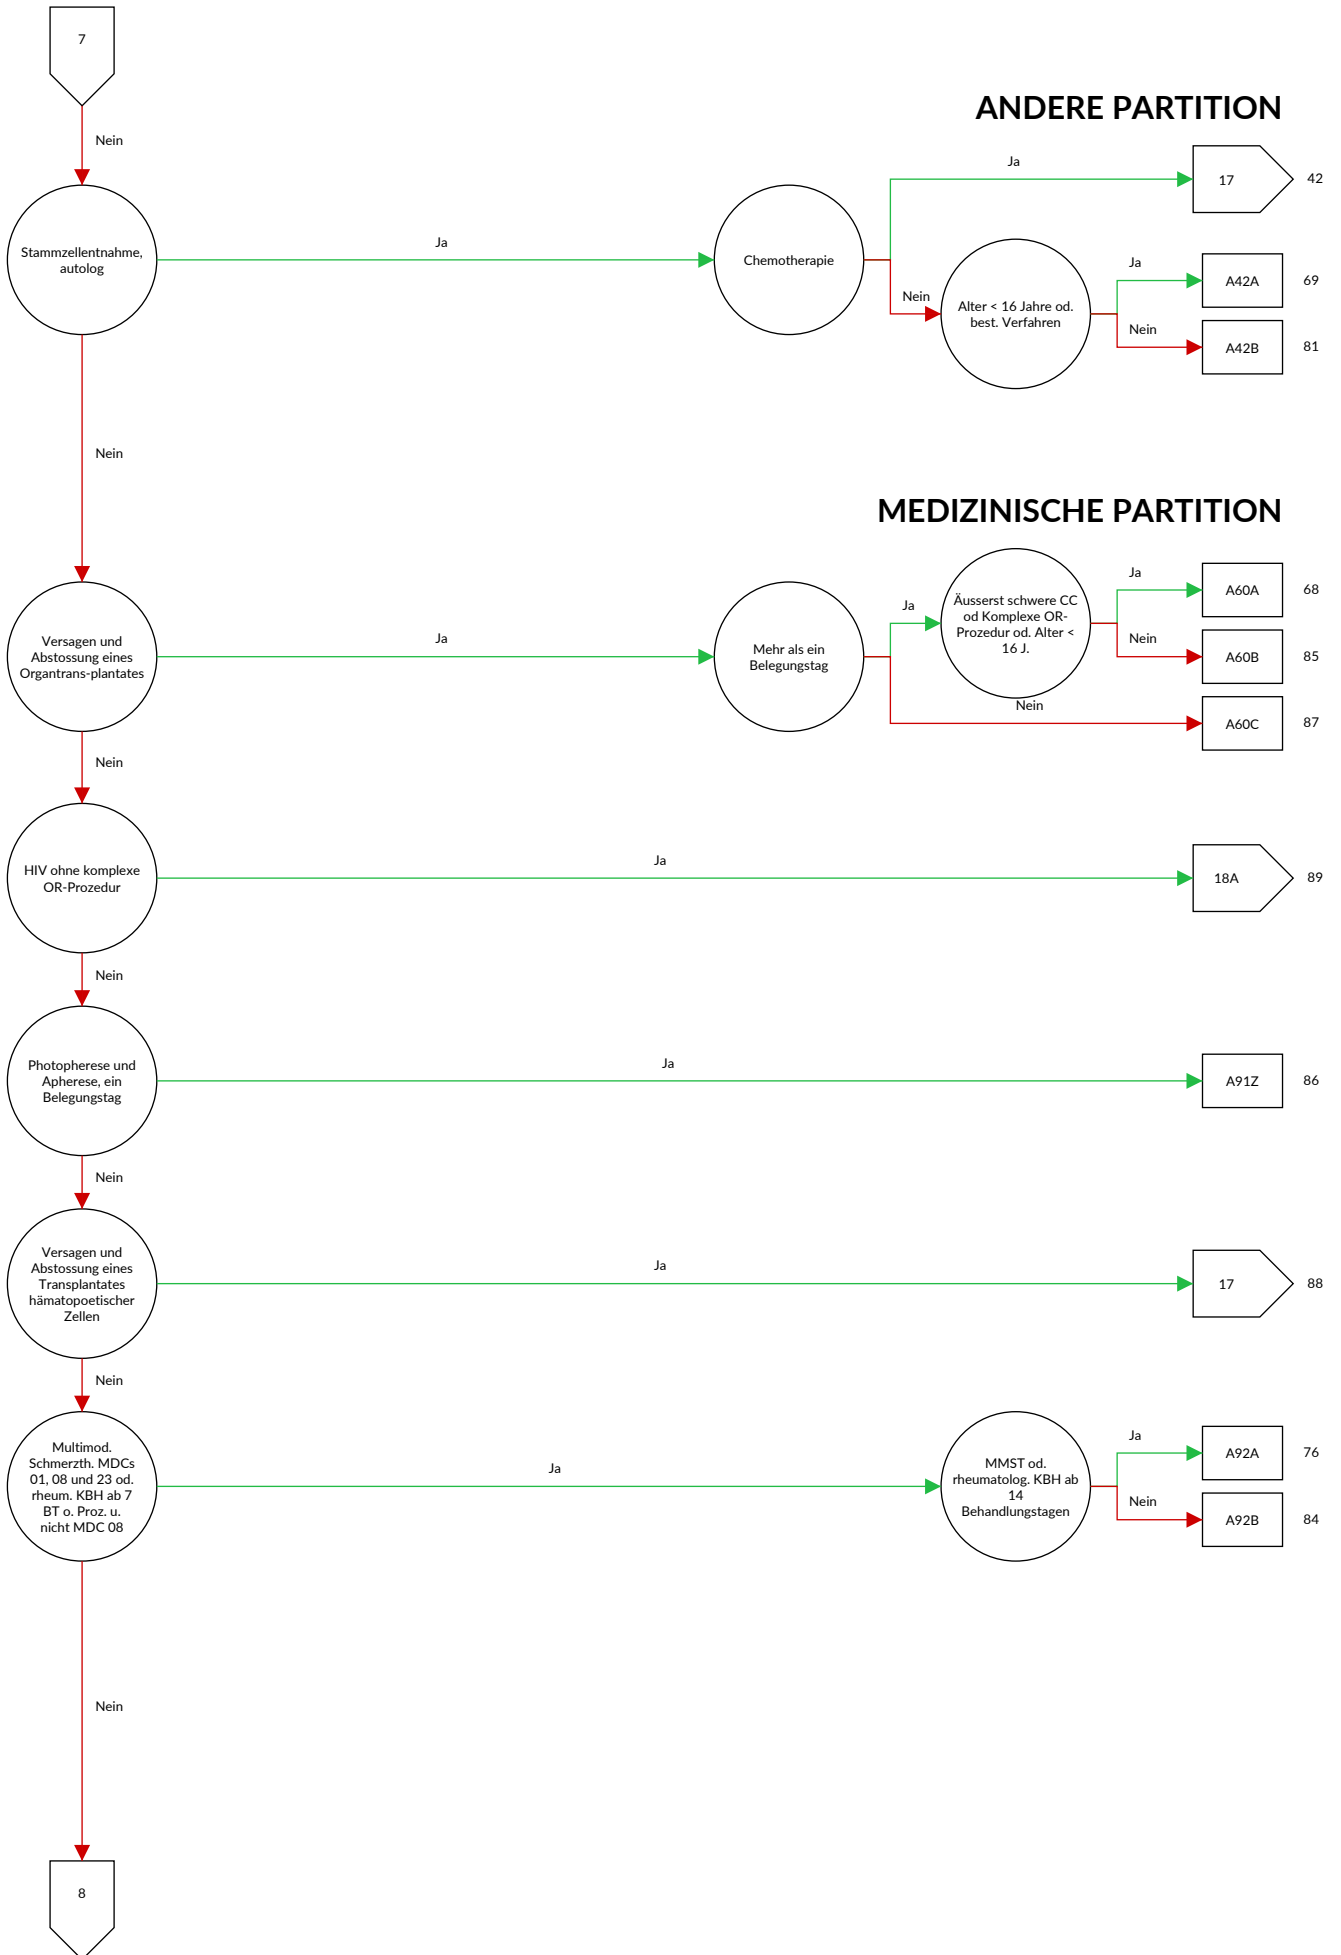 7
Nein
ANDERE PARTITION
Ja
17
42
Stammzellentnahme,
autolog
Ja
Chemotherapie
Nein
Alter < 16 Jahre od.
best. Verfahren
Ja
A42A
69
Nein
A42B
81
Nein
MEDIZINISCHE PARTITION
Versagen und
Abstossung eines
Organtrans-plantates
Ja
Mehr als ein
Belegungstag
Ja
Äusserst schwere CC
od Komplexe OR-
Prozedur od. Alter <
16 J.
Ja
A60A
68
Nein
A60B
85
Nein
A60C
87
Nein
HIV ohne komplexe
OR-Prozedur
Ja
18A
89
Nein
Photopherese und
Apherese, ein
Belegungstag
Ja
A91Z
86
Nein
Versagen und
Abstossung eines
Transplantates
hämatopoetischer
Zellen
Ja
17
88
Nein
Multimod.
Schmerzth. MDCs
01, 08 und 23 od.
rheum. KBH ab 7
BT o. Proz. u.
nicht MDC 08
Ja
MMST od.
rheumatolog. KBH ab
14
Behandlungstagen
Ja
A92A
76
Nein
A92B
84
Nein
8